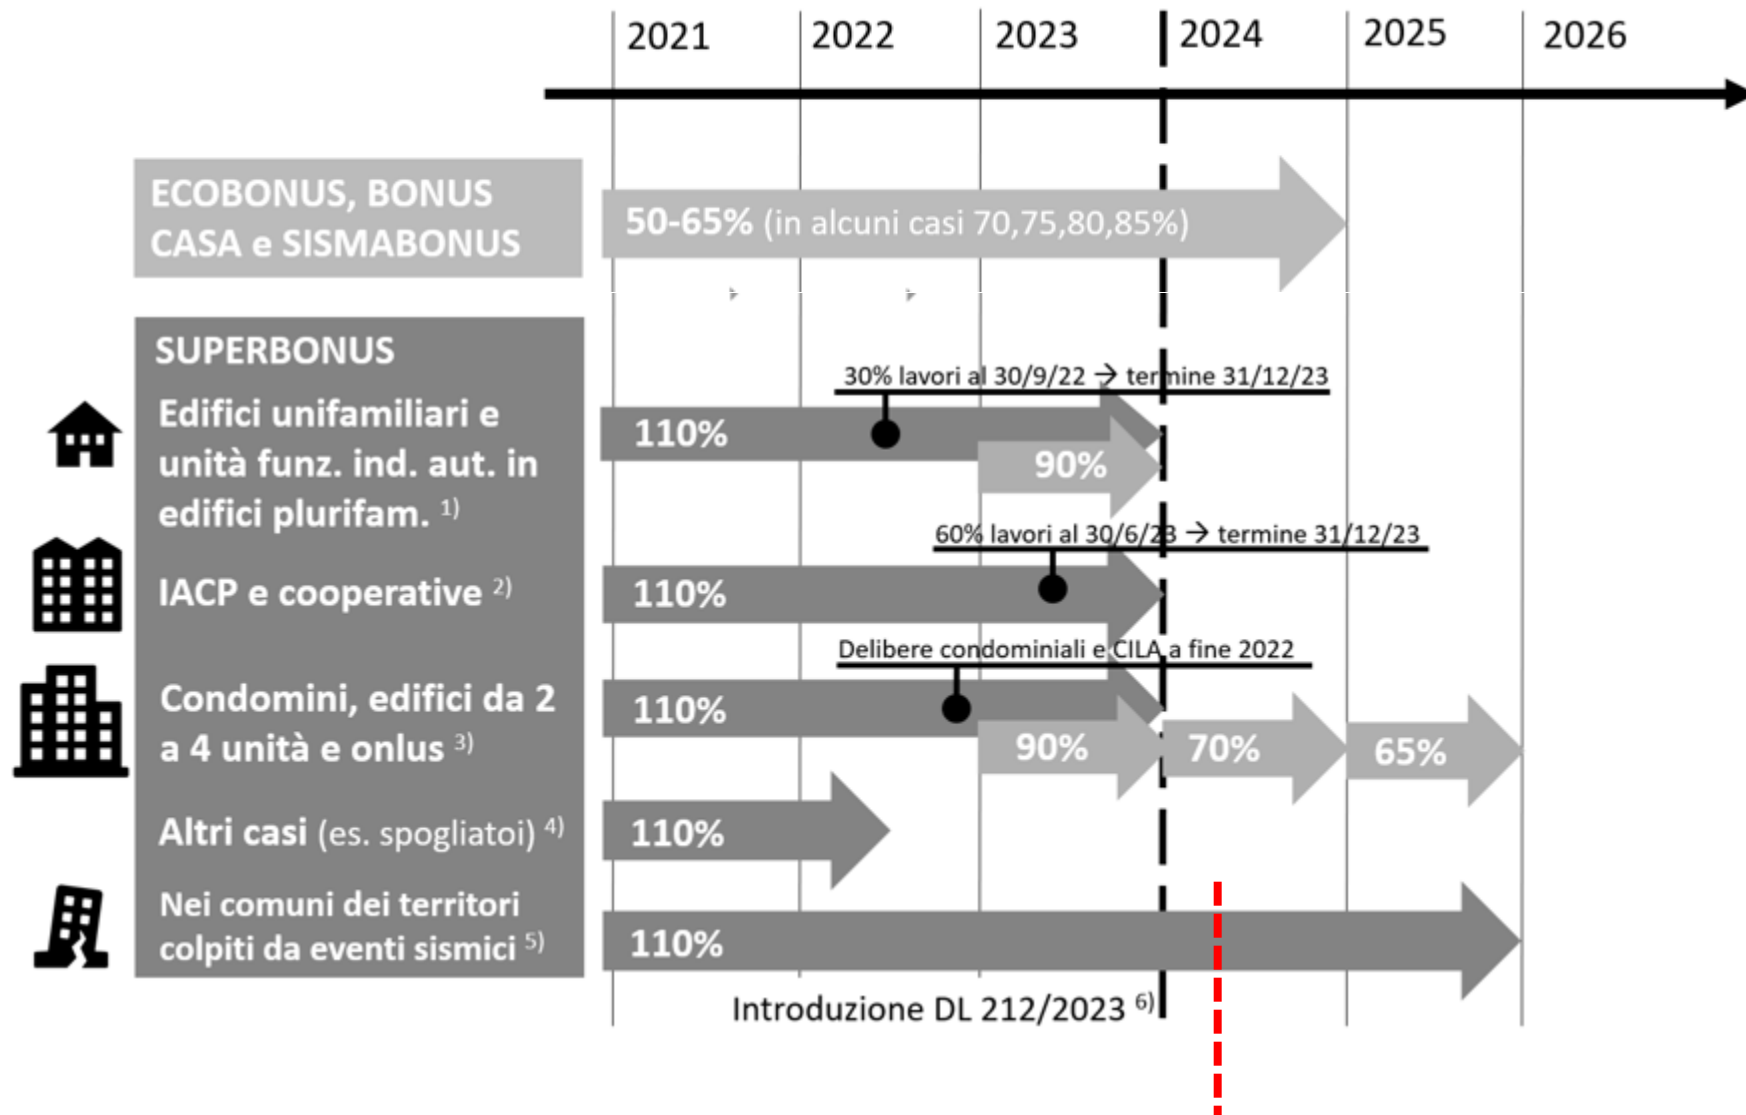 2021
2022
2023
2024
2025
2026
ECOBONUS, BONUS
CASA e SISMABONUS
50-65% (in alcuni casi 70,75,80,85%)
SUPERBONUS
30% lavori al 30/9/22 → termine 31/12/23
Edifici unifamiliari e
unità funz. ind. aut. in
edifici plurifam. 1)
110%
90%
60% lavori al 30/6/23 → termine 31/12/23
IACP e cooperative 2)
110%
Delibere condominiali e CILA a fine 2022
Condomini, edifici da 2
a 4 unità e onlus 3)
110%
90%
70%
65%
Altri casi (es. spogliatoi) 4)
110%
Nei comuni dei territori
colpiti da eventi sismici 5)
110%
Introduzione DL 212/2023 6)